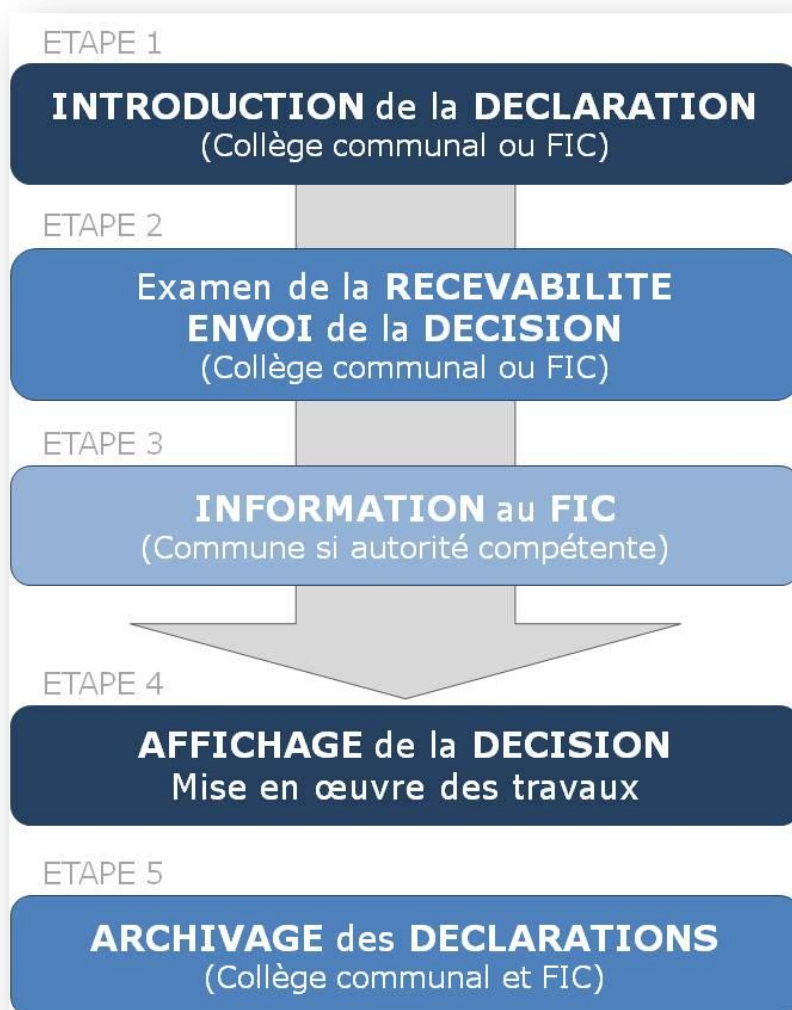 ETAPE 1
INTRODUCTION de la DECLARATION
(Collège communal ou FIC)
ETAPE 2
Examen de la RECEVABILITE
ENVOI de la DECISION
(Collège communal ou FIC)
ETAPE 3
INFORMATION au FIC
(Commune si autorité compétente)
ETAPE 4
AFFICHAGE de la DECISION
Mise en œuvre des travaux
ETAPE 5
ARCHIVAGE des DECLARATIONS
(Collège communal et FIC)